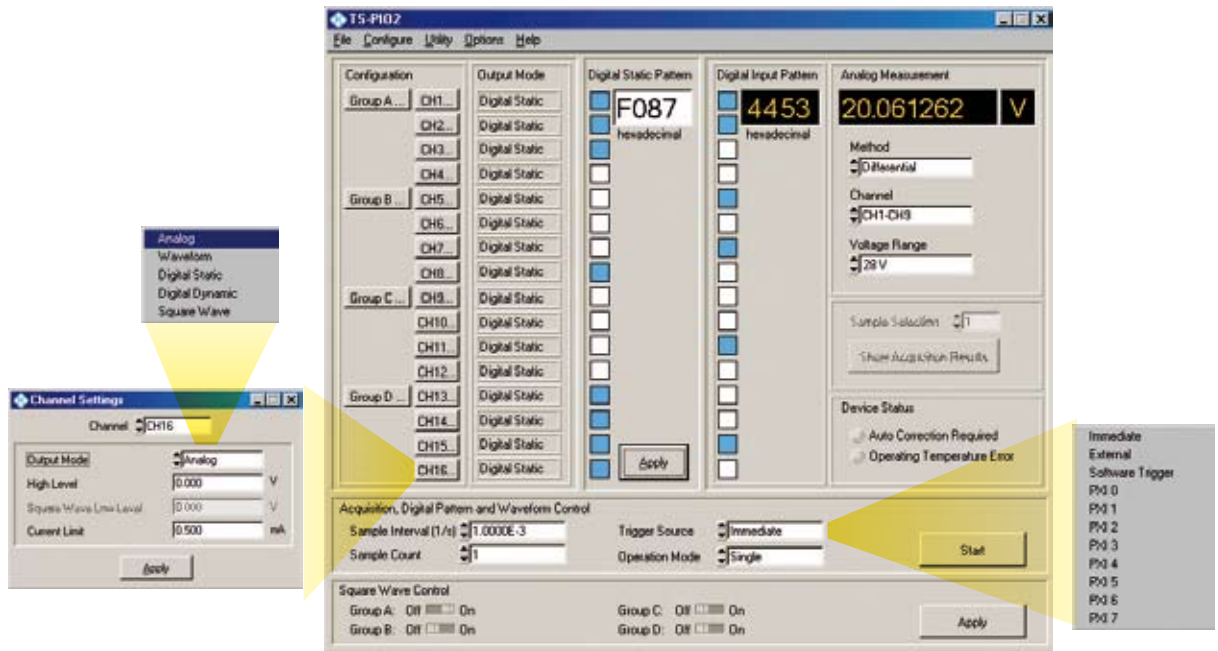 TS-PIO2
File Configure Utility Options Help
Configuration
Output Mode
Digital Static Pattern
Digital Input Pattern
Analog Measurement
Group A ... CH1... Digital Static
CH2... Digital Static
CH3... Digital Static
CH4... Digital Static
Group B ... CH5... Digital Static
CH6... Digital Static
CH7... Digital Static
CH8... Digital Static
Group C ... CH9... Digital Static
CH10... Digital Static
CH11... Digital Static
CH12... Digital Static
Group D ... CH13... Digital Static
CH14... Digital Static
CH15... Digital Static
CH16... Digital Static
F087
hexadecimal
Apply
4453
hexadecimal
20.061262 V
Method
Differential
Channel
CH1-CH9
Voltage Range
28 V
Sample Selection 1
Show Acquisition Results
Device Status
Auto Correction Required
Operating Temperature Error
Acquisition, Digital Pattern and Waveform Control
Sample Interval (1/s) 1.0000E-3
Trigger Source Immediate
Sample Count 1
Operation Mode Single
Start
Square Wave Control
Group A: Off On
Group C: Off On
Group B: Off On
Group D: Off On
Apply
Analog
Waveform
Digital Static
Digital Dynamic
Square Wave
Channel Settings
Channel CH16
Output Mode Analog
High Level 0.000 V
Square Wave Low Level 0.000 V
Current Limit 0.500 mA
Apply
Immediate
External
Software Trigger
PXI 0
PXI 1
PXI 2
PXI 3
PXI 4
PXI 5
PXI 6
PXI 7